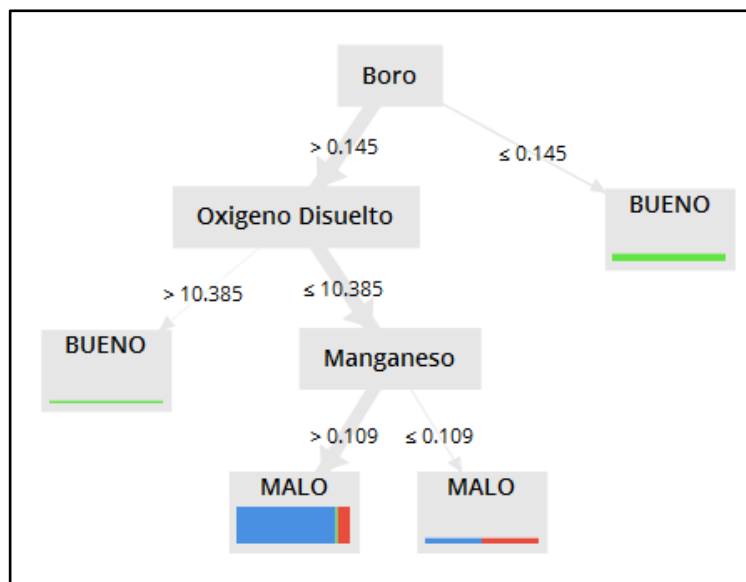 Boro
> 0.145
≤ 0.145
Oxigeno Disuelto
BUENO
> 10.385
≤ 10.385
BUENO
Manganeso
> 0.109
≤ 0.109
MALO
MALO